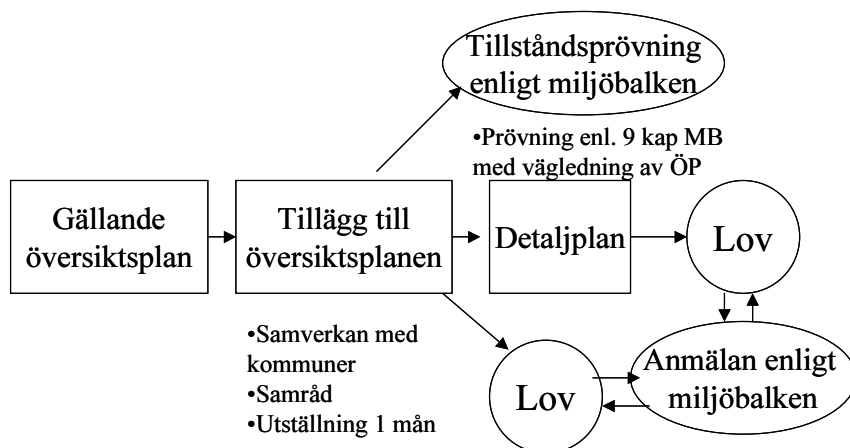 Tillståndsprövning
enligt miljöbalken
•Prövning enl. 9 kap MB
med vägledning av ÖP
Gällande
översiktsplan
Tillägg till
översiktsplanen
Detaljplan
Lov
•Samverkan med
kommuner
•Samråd
•Utställning 1 mån
Lov
Anmälan enligt
miljöbalken